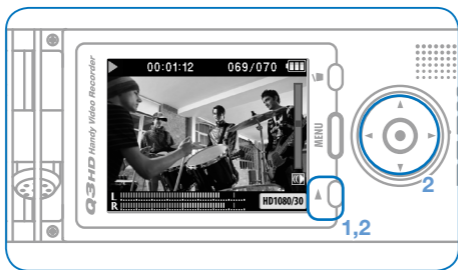 00:01:12 069/070
Q3HD Handy Video Recorder
MENU
L
R
HD1080/30
1,2
2